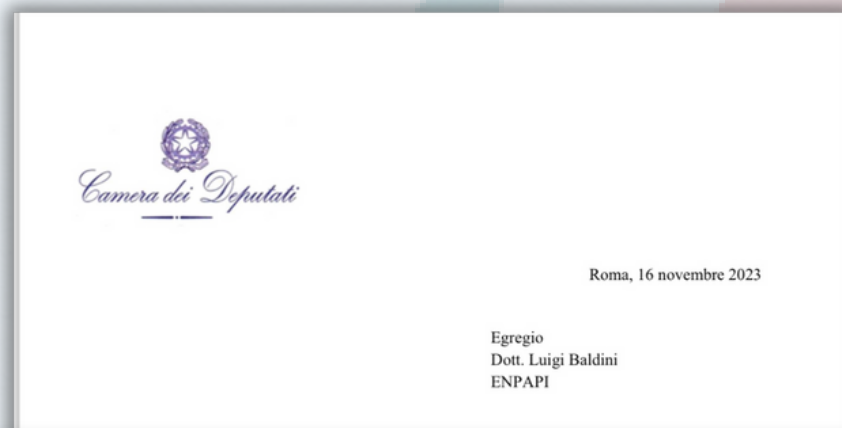 Camera dei Deputati
Roma, 16 novembre 2023
Egregio
Dott. Luigi Baldini
ENPAPI